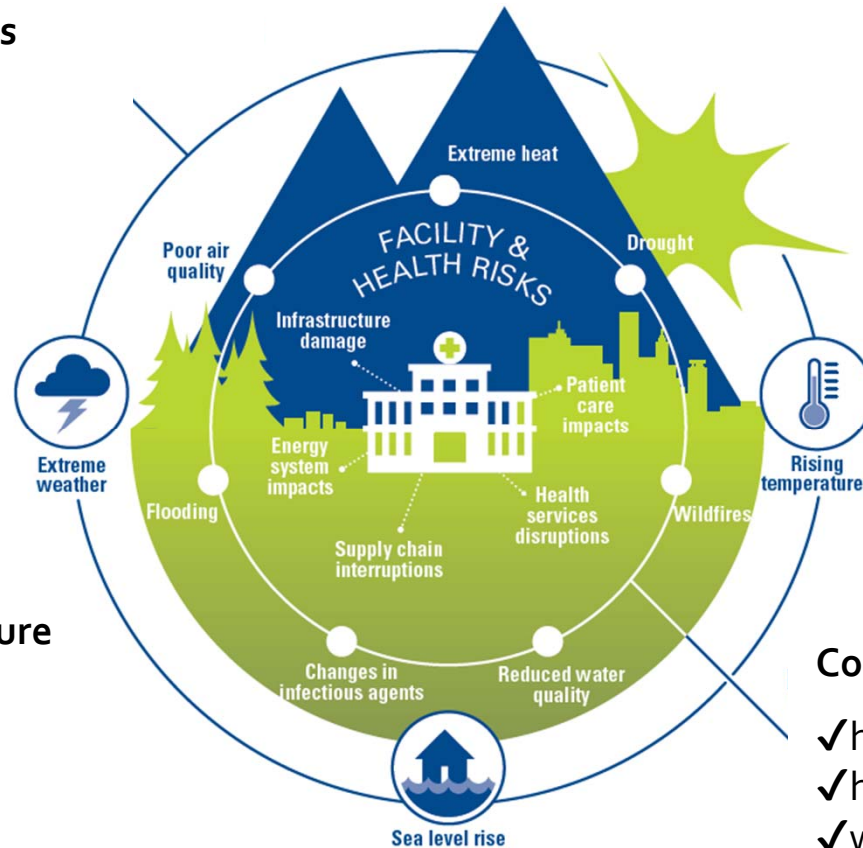 s
Extreme heat
FACILITY &
HEALTH RISKS
Drought
Poor air
quality
Infrastructure
damage
Patient
care
impacts
Energy
system
impacts
Extreme
weather
Rising
temperature
Flooding
Health
services
disruptions
Wildfires
Supply chain
interruptions
ure
Changes in
infectious agents
Reduced water
quality
Co
✓h
✓h
✓w
Sea level rise